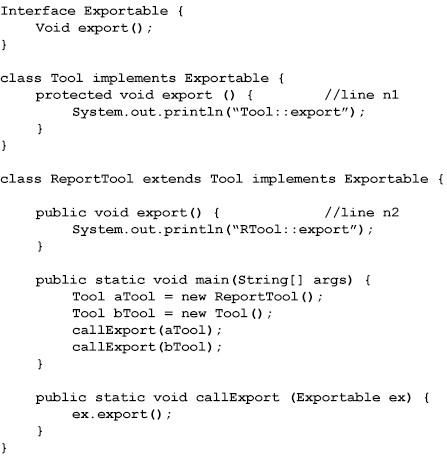 Interface Exportable {
Void export();
}
class Tool implements Exportable {
protected void export () { //line n1
System.out.println(“Tool::export”);
}
}
class ReportTool extends Tool implements Exportable {
public void export() { //line n2
System.out.println(“RTool::export”);
}
public static void main(String[] args) {
Tool aTool = new ReportTool();
Tool bTool = new Tool();
callExport(aTool);
callExport(bTool);
}
public static void callExport (Exportable ex) {
ex.export();
}
}